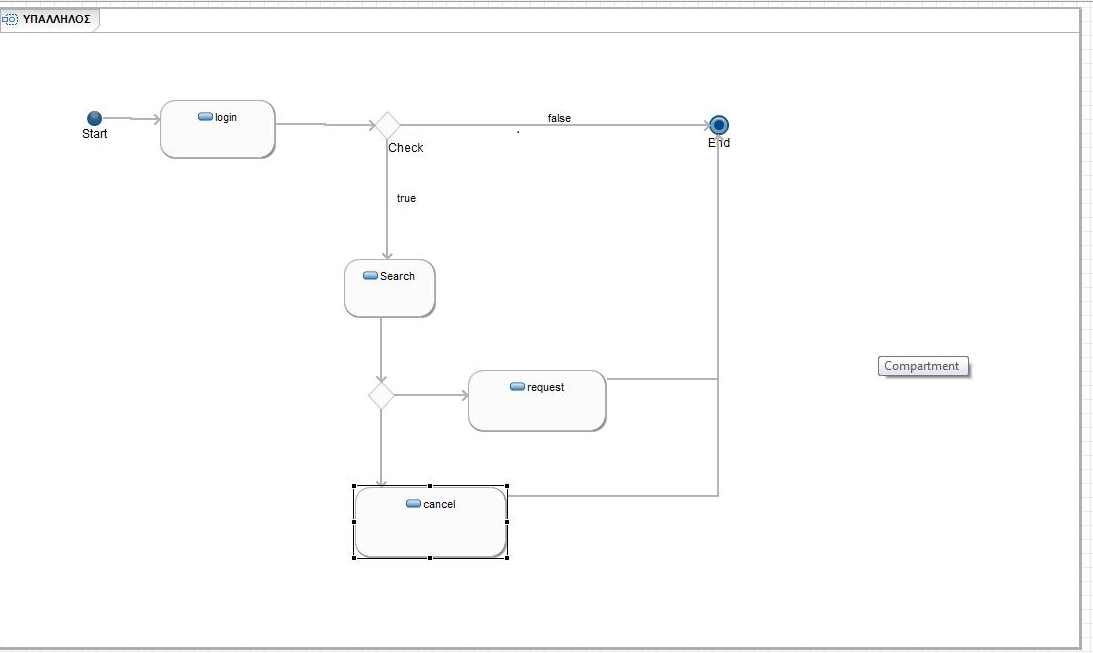 ΥΠΑΛΛΗΛΟΣ
login
false
Start
Check
End
true
Search
Compartment
request
cancel